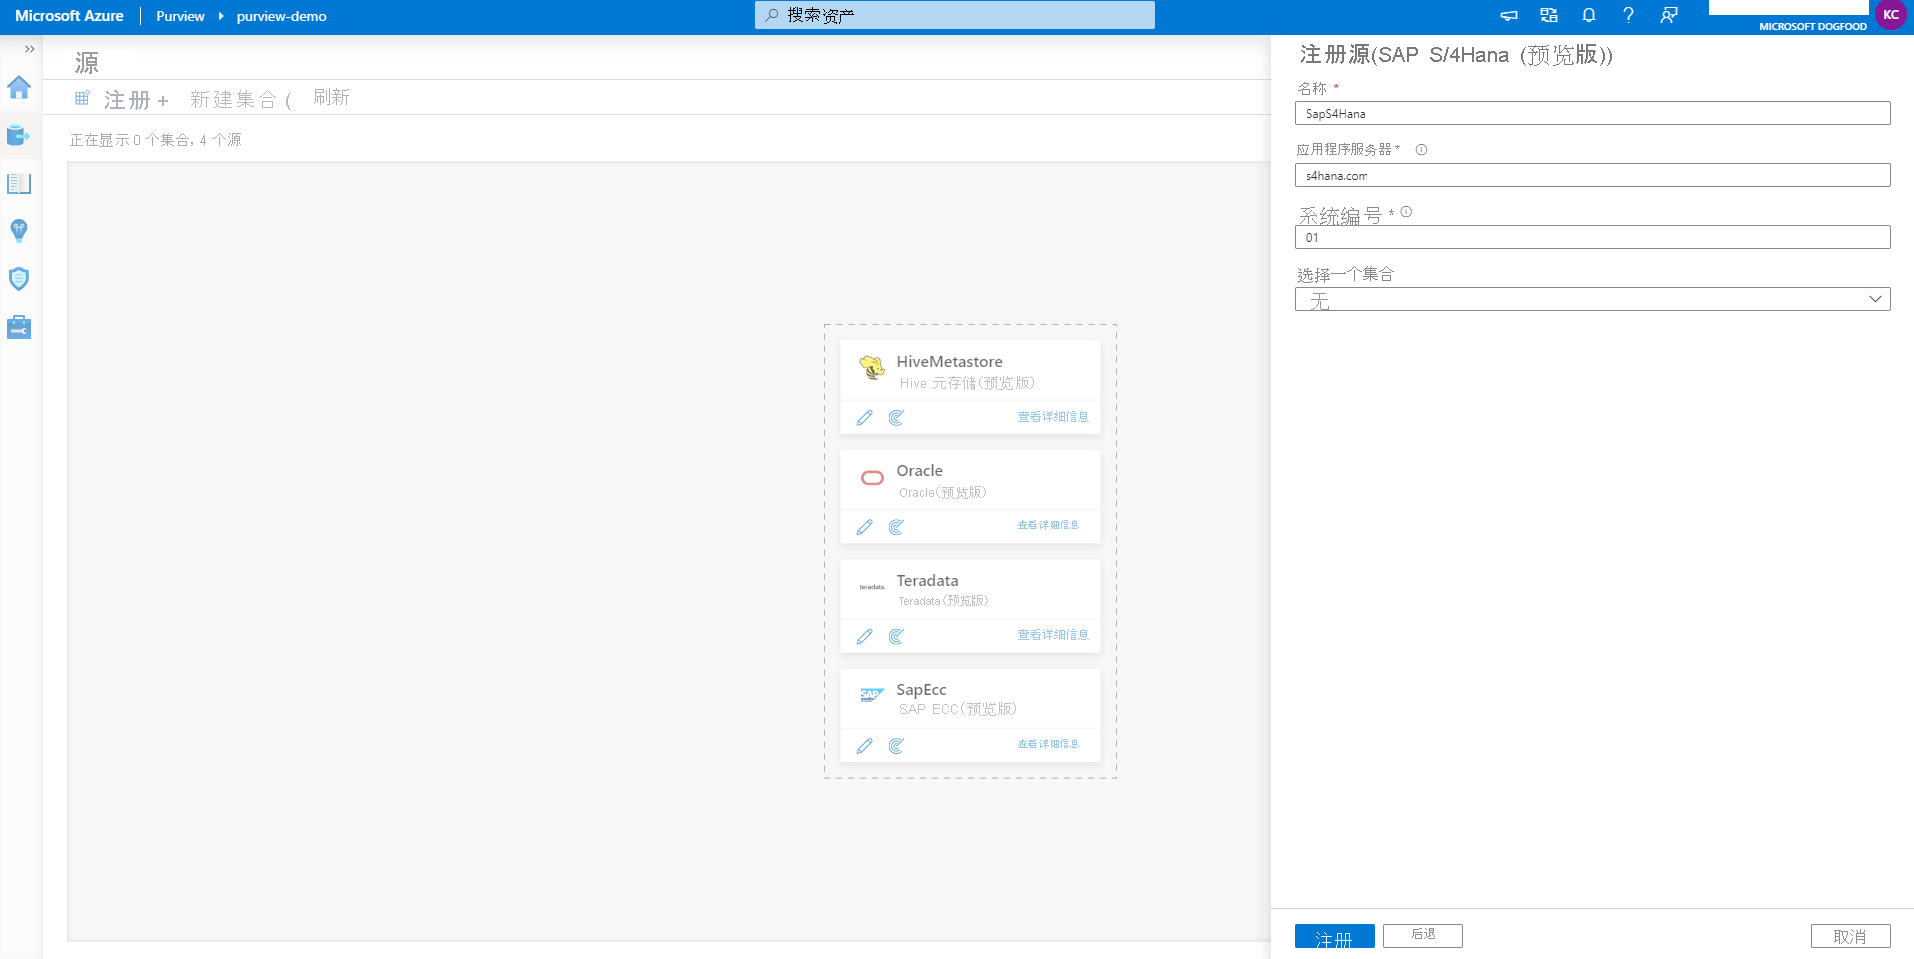 Microsoft Azure Purview purview-demo
搜索资产
MICROSOFT DOGFOOD
KC
源
注册 + 新建集合 ( 刷新
正在显示 0 个集合, 4 个源
HiveMetastore
Hive 元存储(预览版)
查看详细信息
Oracle
Oracle(预览版)
查看详细信息
teradata.
Teradata
Teradata(预览版)
查看详细信息
SAP
SapEcc
SAP ECC(预览版)
查看详细信息
注册源(SAP S/4Hana (预览版))
名称 *
SapS4Hana
应用程序服务器 *
s4hana.com
系统编号 *
01
选择一个集合
无
注册 后退 取消